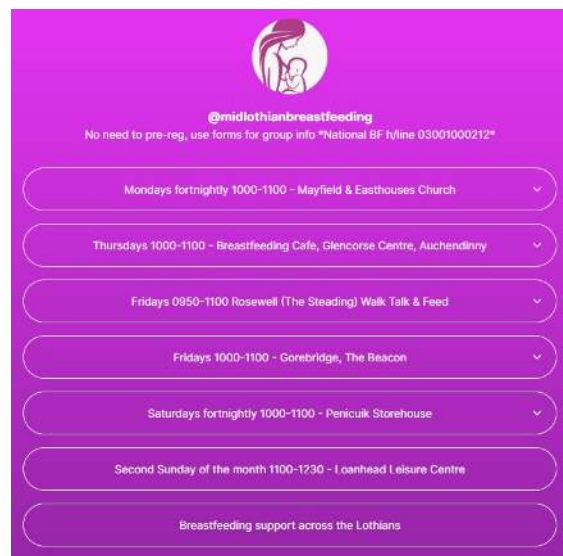 @midlothianbreastfeeding
No need to pre-reg, use forms for group info *National BF h/line 03001000212*
Mondays fortnightly 1000-1100 - Mayfield & Easthouses Church
Thursdays 1000-1100 - Breastfeeding Cafe, Glencorse Centre, Auchendinny
Fridays 0950-1100 Rosewell (The Steading) Walk Talk & Feed
Fridays 1000-1100 - Gorebridge, The Beacon
Saturdays fortnightly 1000-1100 - Penicuik Storehouse
Second Sunday of the month 1100-1230 - Loanhead Leisure Centre
Breastfeeding support across the Lothians